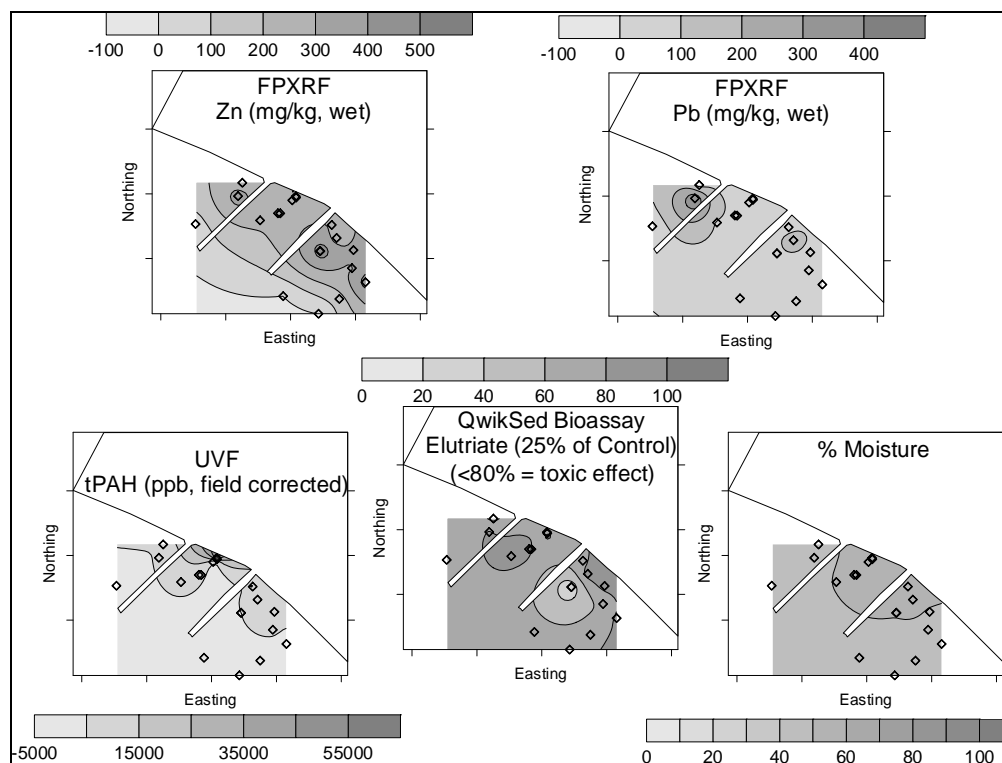 -100 0 100 200 300 400 500
-100 0 100 200 300 400
FPXRF
Zn (mg/kg, wet)
Northing
Easting
FPXRF
Pb (mg/kg, wet)
Northing
Easting
0 20 40 60 80 100
UVF
tPAH (ppb, field corrected)
Northing
Easting
-5000 15000 35000 55000
QwikSed Bioassay
Elutriate (25% of Control)
(<80% = toxic effect)
Northing
Easting
% Moisture
Northing
Easting
0 20 40 60 80 100